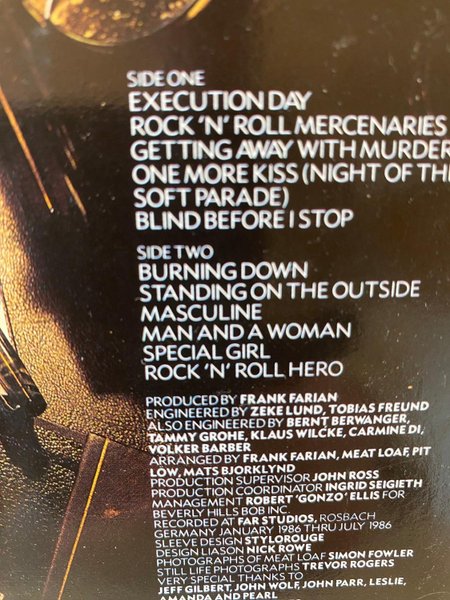 SIDE ONE
EXECUTION DAY
ROCK 'N' ROLL MERCENARIES
GETTING AWAY WITH MURDER
ONE MORE KISS (NIGHT OF TH
SOFT PARADE)
BLIND BEFORE I STOP
SIDE TWO
BURNING DOWN
STANDING ON THE OUTSIDE
MASCULINE
MAN AND A WOMAN
SPECIAL GIRL
ROCK 'N' ROLL HERO
PRODUCED BY FRANK FARIAN
ENGINEERED BY ZEKE LUND, TOBIAS FREUND
ALSO ENGINEERED BY BERNT BERWANGER,
TAMMY GROHE, KLAUS WILCKE, CARMINE DI,
VOLKER BARBER
ARRANGED BY FRANK FARIAN, MEAT LOAF, PIT
LOW, MATS BJORKLYND
PRODUCTION SUPERVISOR JOHN ROSS
PRODUCTION COORDINATOR INGRID SEIGIETH
MANAGEMENT ROBERT 'GONZO' ELLIS FOR
BEVERLY HILLS BOB INC.
RECORDED AT FAR STUDIOS, ROSBACH
GERMANY JANUARY 1986 THRU JULY 1986
SLEEVE DESIGN STYLOROUGE
DESIGN LIASON NICK ROWE
PHOTOGRAPHS OF MEAT LOAF SIMON FOWLER
STILL LIFE PHOTOGRAPHS TREVOR ROGERS
VERY SPECIAL THANKS TO
JEFF GILBERT, JOHN WOLF, JOHN PARR, LESLIE,
AMANDA AND PEARL